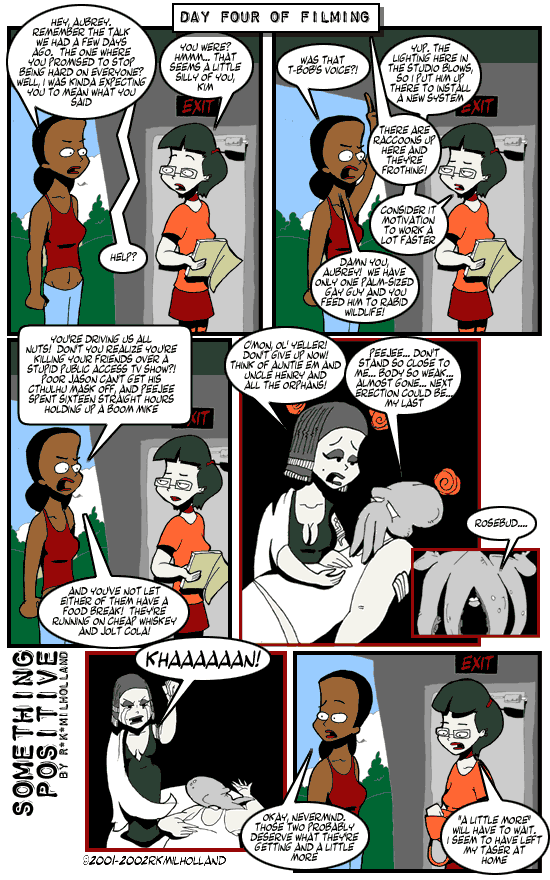 DAY FOUR OF FILMING
HEY, AUBREY.
REMEMBER THE TALK
WE HAD A FEW DAYS
AGO. THE ONE WHERE
YOU PROMISED TO STOP
BEING HARD ON EVERYONE?
WELL, I WAS KINDA EXPECTING
YOU TO MEAN WHAT YOU
SAID
YOU WERE?
HMMM... THAT
SEEMS A LITTLE
SILLY OF YOU,
KIM
EXIT
HELP?
WAS THAT
T-BOB'S VOICE?!
YUP. THE
LIGHTING HERE IN
THE STUDIO BLOWS,
SO I PUT HIM UP
THERE TO INSTALL
A NEW SYSTEM
EXIT
THERE ARE
RACCOONS UP
HERE AND
THEY'RE
FROTHING!
CONSIDER IT
MOTIVATION
TO WORK A
LOT FASTER
DAMN YOU,
AUBREY! WE HAVE
ONLY ONE PALM-SIZED
GAY GUY AND YOU
FEED HIM TO RABID
WILDLIFE!
YOU'RE DRIVING US ALL
NUTS! DON'T YOU REALIZE YOU'RE
KILLING YOUR FRIENDS OVER A
STUPID PUBLIC ACCESS TV SHOW?!
POOR JASON CAN'T GET HIS
CTHULHU MASK OFF, AND PEEJEE
SPENT SIXTEEN STRAIGHT HOURS
HOLDING UP A BOOM MIKE
XIT
AND YOU'VE NOT LET
EITHER OF THEM HAVE A
FOOD BREAK! THEY'RE
RUNNING ON CHEAP WHISKEY
AND JOLT COLA!
C'MON, OL' YELLER!
DON'T GIVE UP NOW!
THINK OF AUNTIE EM AND
UNCLE HENRY AND
ALL THE ORPHANS!
PEEJEE... DON'T
STAND SO CLOSE TO
ME... BODY SO WEAK...
ALMOST GONE... NEXT
ERECTION COULD BE...
MY LAST
ROSEBUD....
SOMETHING
POSITIVE
BY R*K*MILHOLLAND
KHAAAAAAN!
EXIT
OKAY, NEVERMIND.
THOSE TWO PROBABLY
DESERVE WHAT THEY'RE
GETTING AND A LITTLE
MORE
"A LITTLE MORE"
WILL HAVE TO WAIT.
I SEEM TO HAVE LEFT
MY TASER AT
HOME
©2001-2002RKMILHOLLAND